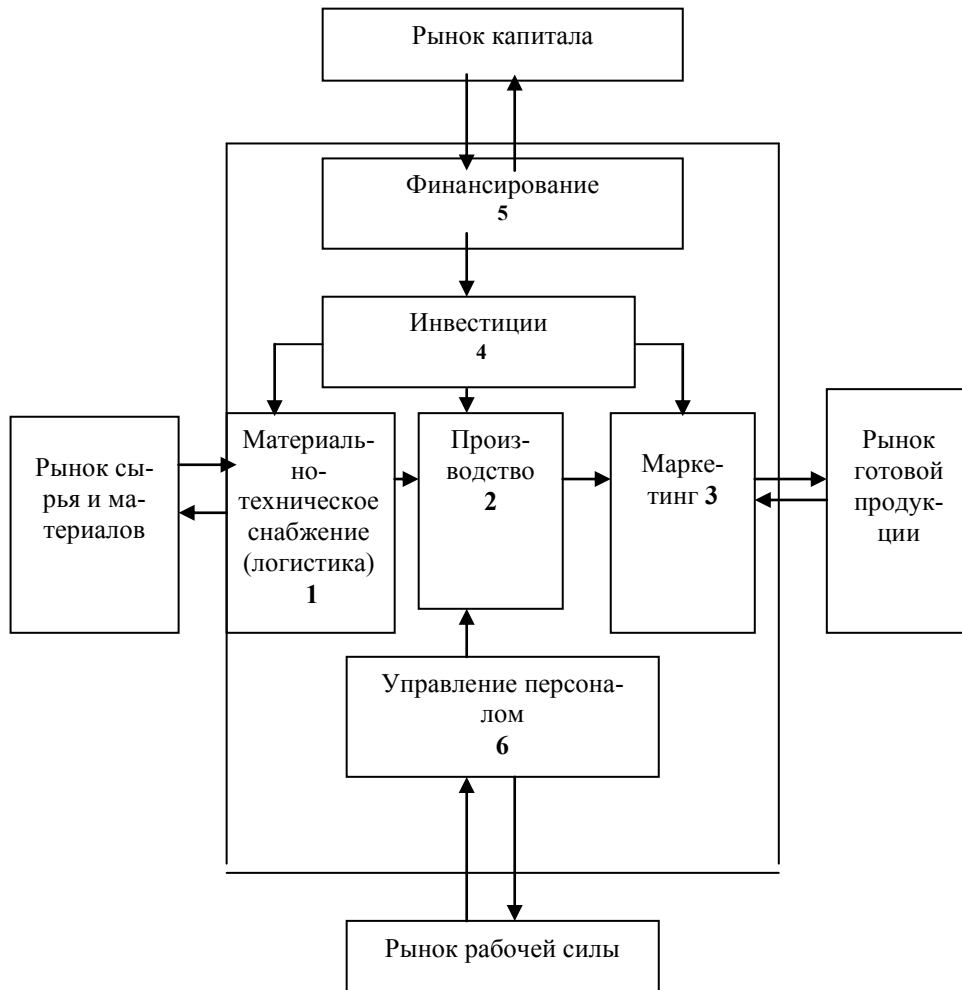 Рынок капитала
Финансирование
5
Инвестиции
4
Рынок сы-
рья и ма-
териалов
Материаль-
но-
техническое
снабжение
(логистика)
1
Произ-
водство
2
Марке-
тинг 3
Рынок
готовой
продук-
ции
Управление персона-
лом
6
Рынок рабочей силы